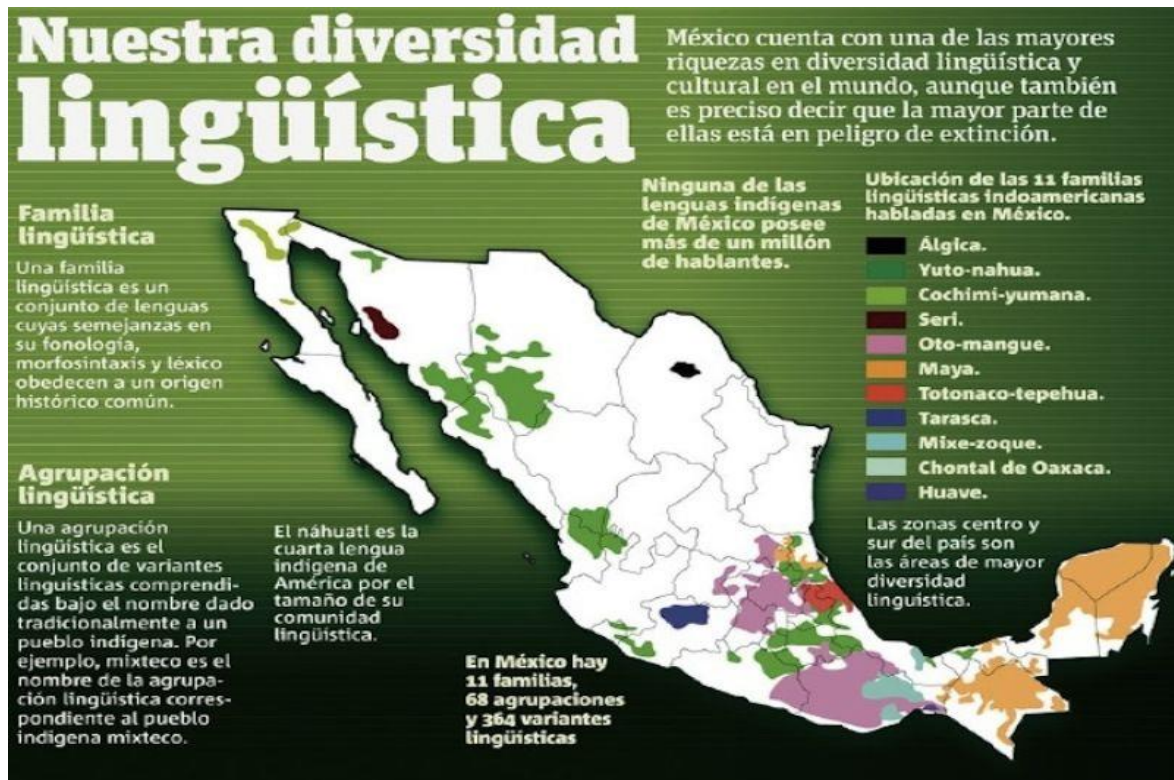 Nuestra diversidad
lingüística
México cuenta con una de las mayores
riquezas en diversidad lingüística y
cultural en el mundo, aunque también
es preciso decir que la mayor parte de
ellas está en peligro de extinción.
Familia
lingüística
Una familia
lingüística es un
conjunto de lenguas
cuyas semejanzas en
su fonología,
morfosintaxis y léxico
obedecen a un origen
histórico común.
Agrupación
lingüística
Una agrupación
lingüística es el
conjunto de variantes
linguísticas comprendi-
das bajo el nombre dado
tradicionalmente a un
pueblo indígena. Por
ejemplo, mixteco es el
nombre de la agrupa-
ción lingüística corres-
pondiente al pueblo
indígena mixteco.
El náhuatl es la
cuarta lengua
indígena de
América por el
tamaño de su
comunidad
lingüística.
Ninguna de las
lenguas indígenas
de México posee
más de un millón
de hablantes.
Ubicación de las 11 familias
lingüísticas indoamericanas
habladas en México.
Álgica.
Yuto-nahua.
Cochimí-yumana.
Seri.
Oto-mangue.
Maya.
Totonaco-tepehua.
Tarasca.
Mixe-zoque.
Chontal de Oaxaca.
Huave.
Las zonas centro y
sur del país son
las áreas de mayor
diversidad
linguística.
En México hay
11 familias,
68 agrupaciones
y 364 variantes
lingüísticas